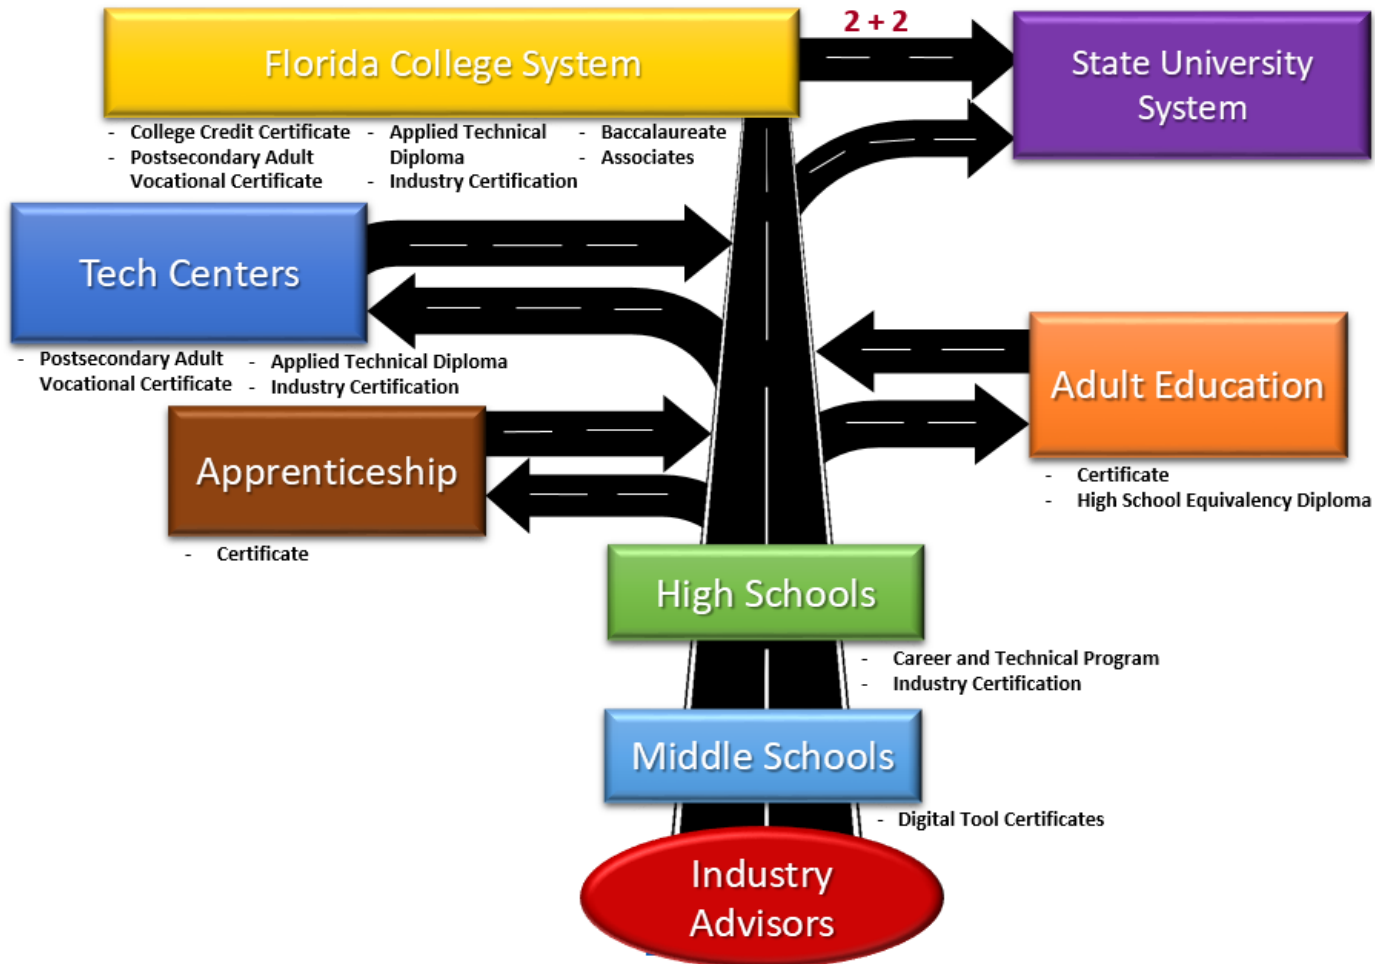 2 + 2
Florida College System
State University
System
- College Credit Certificate
- Postsecondary Adult
Vocational Certificate
- Applied Technical
Diploma
- Industry Certification
- Baccalaureate
- Associates
Tech Centers
- Postsecondary Adult
Vocational Certificate
- Applied Technical Diploma
- Industry Certification
Adult Education
- Certificate
- High School Equivalency Diploma
Apprenticeship
- Certificate
High Schools
- Career and Technical Program
- Industry Certification
Middle Schools
- Digital Tool Certificates
Industry
Advisors